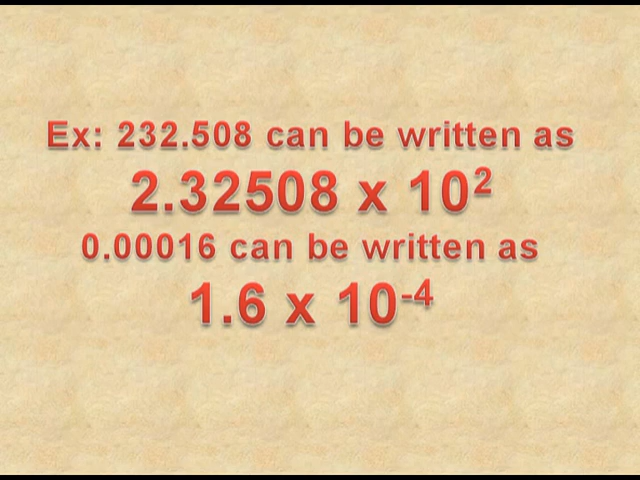 Ex: 232.508 can be written as
2.32508 x 10²
0.00016 can be written as
1.6 x 10⁻⁴